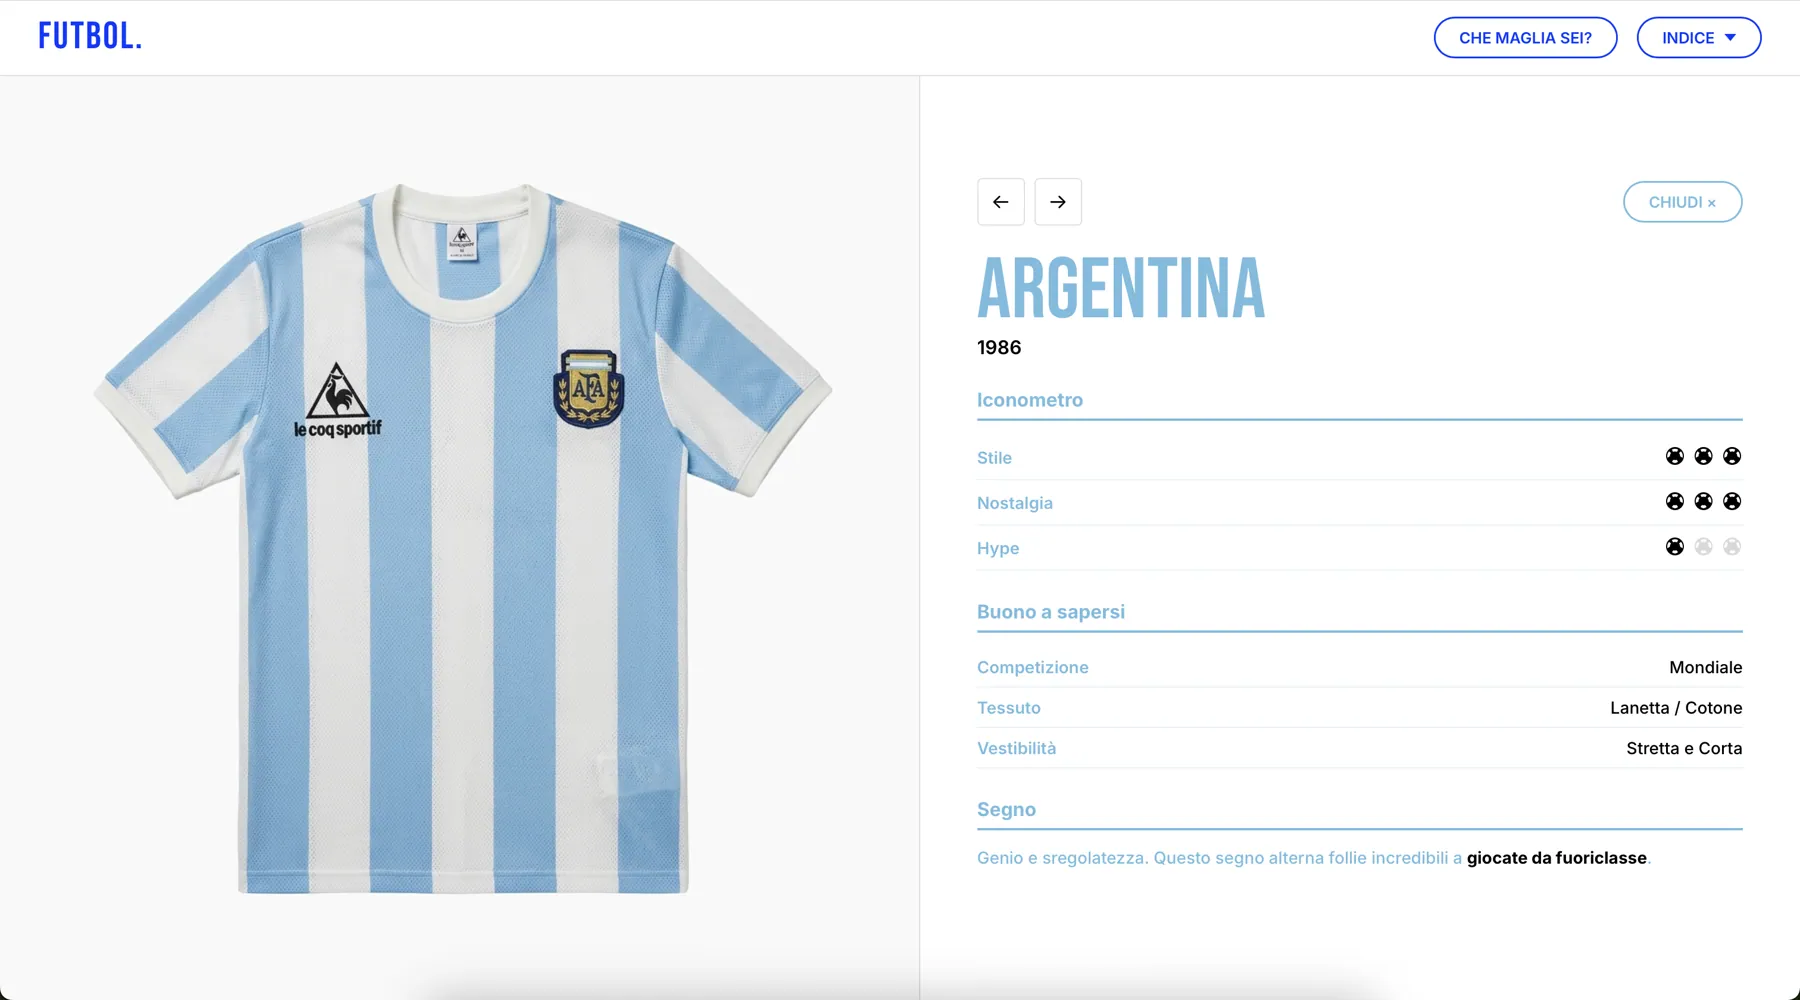 FUTBOL.
CHE MAGLIA SEI?
INDICE
le coq sportif
AFA
CHIUDI ×
ARGENTINA
1986
Iconometro
Stile
Nostalgia
Hype
Buono a sapersi
Competizione Mondiale
Tessuto Lanetta / Cotone
Vestibilità Stretta e Corta
Segno
Genio e sregolatezza. Questo segno alterna follie incredibili a giocate da fuoriclasse.